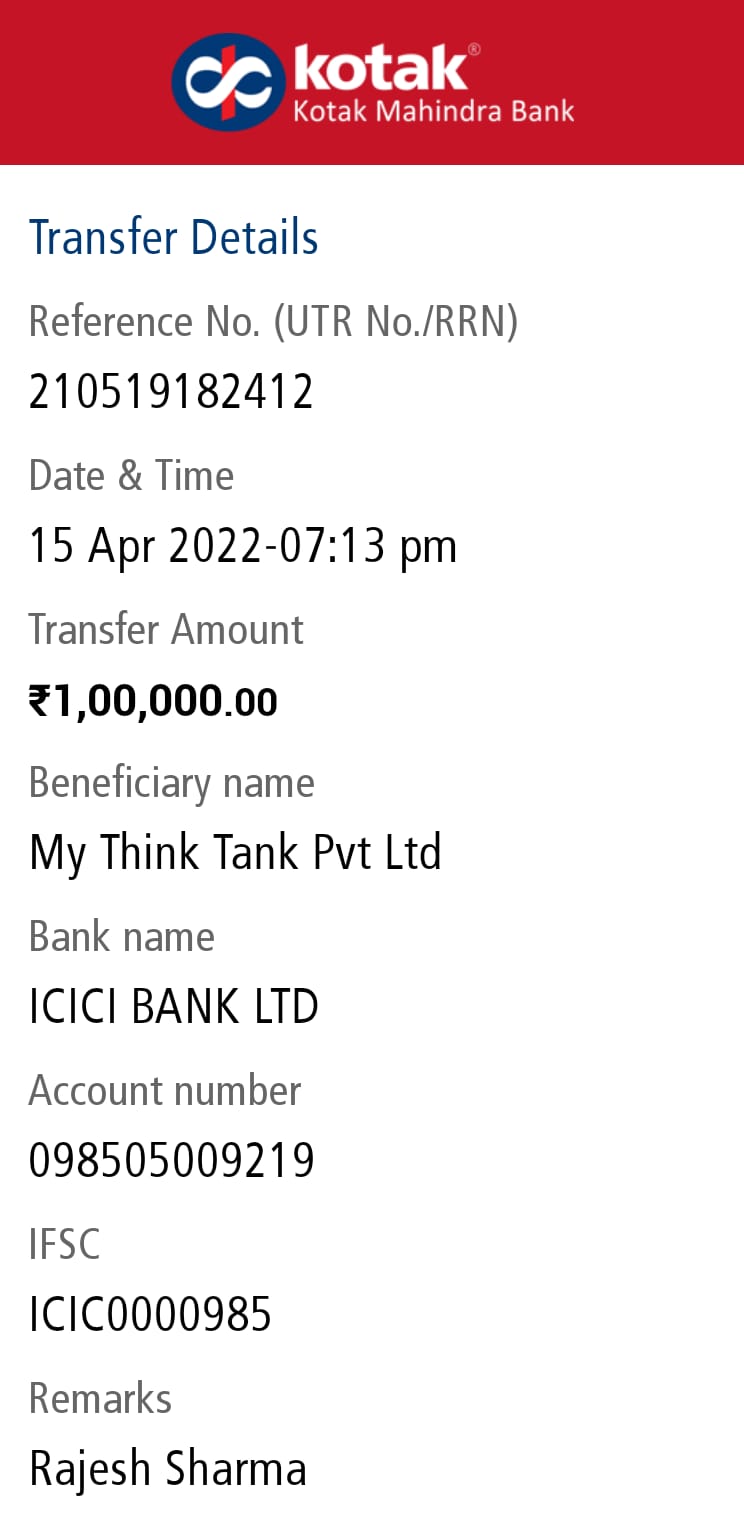 kotak®
Kotak Mahindra Bank
Transfer Details
Reference No. (UTR No./RRN)
210519182412
Date & Time
15 Apr 2022-07:13 pm
Transfer Amount
₹1,00,000.00
Beneficiary name
My Think Tank Pvt Ltd
Bank name
ICICI BANK LTD
Account number
098505009219
IFSC
ICIC0000985
Remarks
Rajesh Sharma